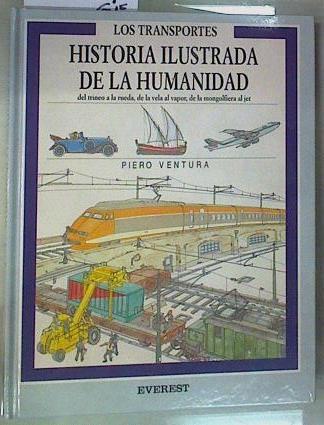 LOS TRANSPORTES
HISTORIA ILUSTRADA
DE LA HUMANIDAD
del trineo a la rueda, de la vela al vapor, de la mongolfiera al jet
PIERO VENTURA
EVEREST